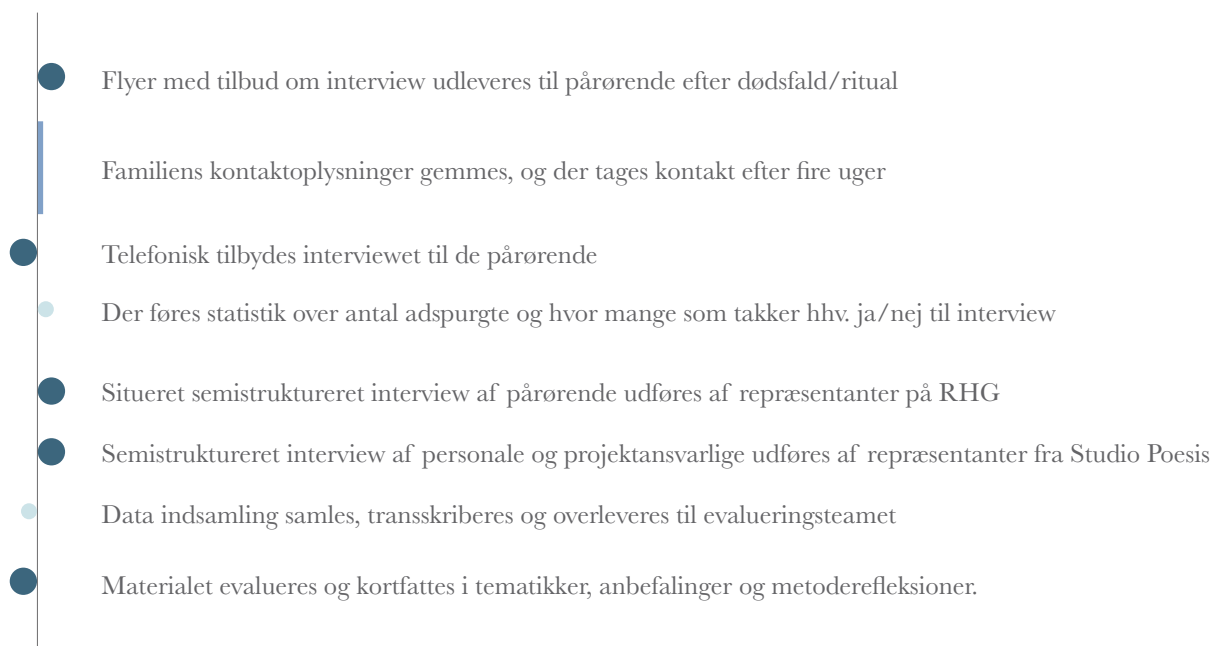 Flyer med tilbud om interview udleveres til pårørende efter dødsfald/ritual
Familiens kontaktoplysninger gemmes, og der tages kontakt efter fire uger
Telefonisk tilbydes interviewet til de pårørende
Der føres statistik over antal adspurgte og hvor mange som takker hhv. ja/nej til interview
Situeret semistruktureret interview af pårørende udføres af repræsentanter på RHG
Semistruktureret interview af personale og projektansvarlige udføres af repræsentanter fra Studio Poesis
Data indsamling samles, transskriberes og overleveres til evalueringsteamet
Materialet evalueres og kortfattes i tematikker, anbefalinger og metoderefleksioner.